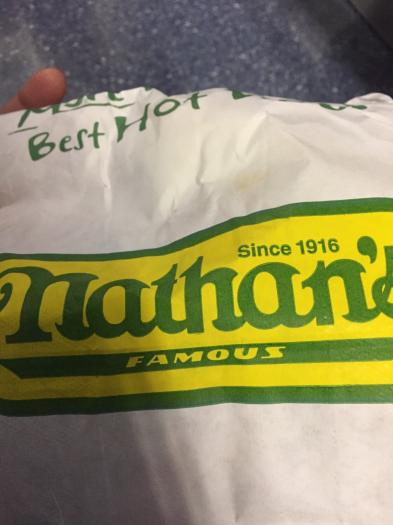 Best Hot
Since 1916
Nathan's
FAMOUS